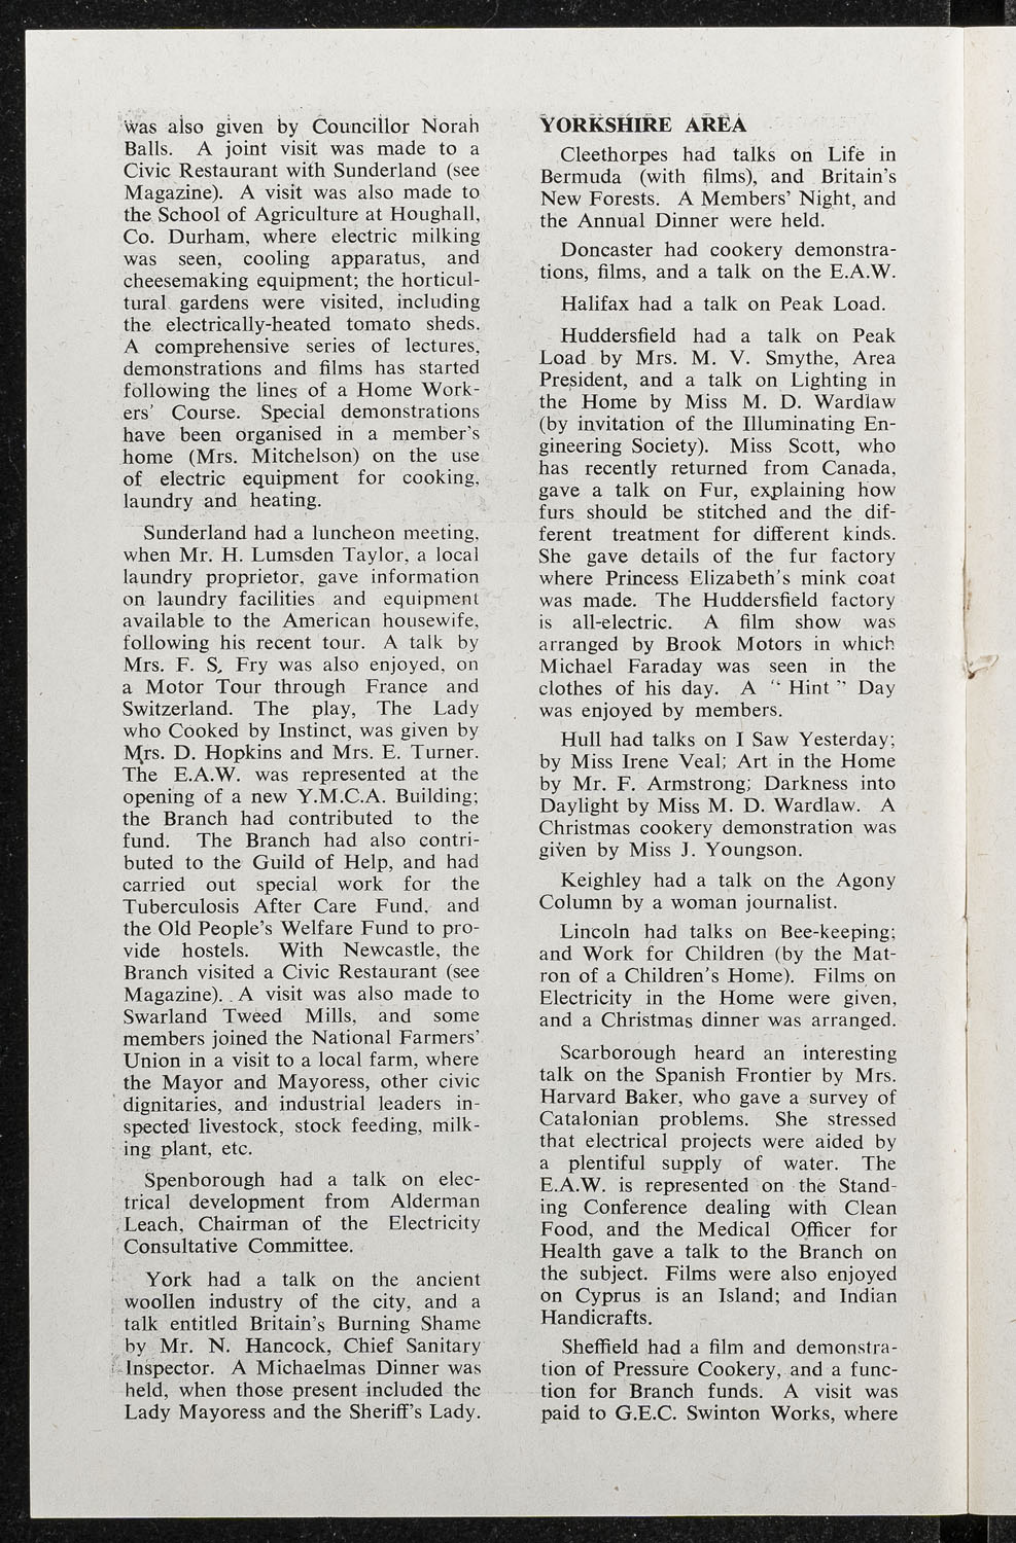 was also given by Councillor Norah
Balls. A joint visit was made to a
Civic Restaurant with Sunderland (see
Magazine). A visit was also made to
the School of Agriculture at Houghall,
Co. Durham, where electric milking
was seen, cooling apparatus, and
cheesemaking equipment; the horticul-
tural gardens were visited, including
the electrically-heated tomato sheds.
A comprehensive series of lectures,
demonstrations and films has started
following the lines of a Home Work-
ers' Course. Special demonstrations
have been organised in a member's
home (Mrs. Mitchelson) on the use
of electric equipment for cooking,
laundry and heating.
Sunderland had a luncheon meeting,
when Mr. H. Lumsden Taylor, a local
laundry proprietor, gave information
on laundry facilities and equipment
available to the American housewife,
following his recent tour. A talk by
Mrs. F. S. Fry was also enjoyed, on
a Motor Tour through France and
Switzerland. The play, The Lady
who Cooked by Instinct, was given by
Mrs. D. Hopkins and Mrs. E. Turner.
The E.A.W. was represented at the
opening of a new Y.M.C.A. Building;
the Branch had contributed to the
fund. The Branch had also contri-
buted to the Guild of Help, and had
carried out special work for the
Tuberculosis After Care Fund, and
the Old People's Welfare Fund to pro-
vide hostels. With Newcastle, the
Branch visited a Civic Restaurant (see
Magazine). A visit was also made to
Swarland Tweed Mills, and some
members joined the National Farmers'
Union in a visit to a local farm, where
the Mayor and Mayoress, other civic
dignitaries, and industrial leaders in-
spected livestock, stock feeding, milk-
ing plant, etc.
Spenborough had a talk on elec-
trical development from Alderman
Leach, Chairman of the Electricity
Consultative Committee.
York had a talk on the ancient
woollen industry of the city, and a
talk entitled Britain's Burning Shame
by Mr. N. Hancock, Chief Sanitary
Inspector. A Michaelmas Dinner was
held, when those present included the
Lady Mayoress and the Sheriff's Lady.
YORKSHIRE AREA
Cleethorpes had talks on Life in
Bermuda (with films), and Britain's
New Forests. A Members' Night, and
the Annual Dinner were held.
Doncaster had cookery demonstra-
tions, films, and a talk on the E.A.W.
Halifax had a talk on Peak Load.
Huddersfield had a talk on Peak
Load by Mrs. M. V. Smythe, Area
President, and a talk on Lighting in
the Home by Miss M. D. Wardlaw
(by invitation of the Illuminating En-
gineering Society). Miss Scott, who
has recently returned from Canada,
gave a talk on Fur, explaining how
furs should be stitched and the dif-
ferent treatment for different kinds.
She gave details of the fur factory
where Princess Elizabeth's mink coat
was made. The Huddersfield factory
is all-electric. A film show was
arranged by Brook Motors in which
Michael Faraday was seen in the
clothes of his day. A "Hint" Day
was enjoyed by members.
Hull had talks on I Saw Yesterday;
by Miss Irene Veal; Art in the Home
by Mr. F. Armstrong; Darkness into
Daylight by Miss M. D. Wardlaw. A
Christmas cookery demonstration was
given by Miss J. Youngson.
Keighley had a talk on the Agony
Column by a woman journalist.
Lincoln had talks on Bee-keeping;
and Work for Children (by the Mat-
ron of a Children's Home). Films on
Electricity in the Home were given,
and a Christmas dinner was arranged.
Scarborough heard an interesting
talk on the Spanish Frontier by Mrs.
Harvard Baker, who gave a survey of
Catalonian problems. She stressed
that electrical projects were aided by
a plentiful supply of water. The
E.A.W. is represented on the Stand-
ing Conference dealing with Clean
Food, and the Medical Officer for
Health gave a talk to the Branch on
the subject. Films were also enjoyed
on Cyprus is an Island; and Indian
Handicrafts.
Sheffield had a film and demonstra-
tion of Pressure Cookery, and a func-
tion for Branch funds. A visit was
paid to G.E.C. Swinton Works, where